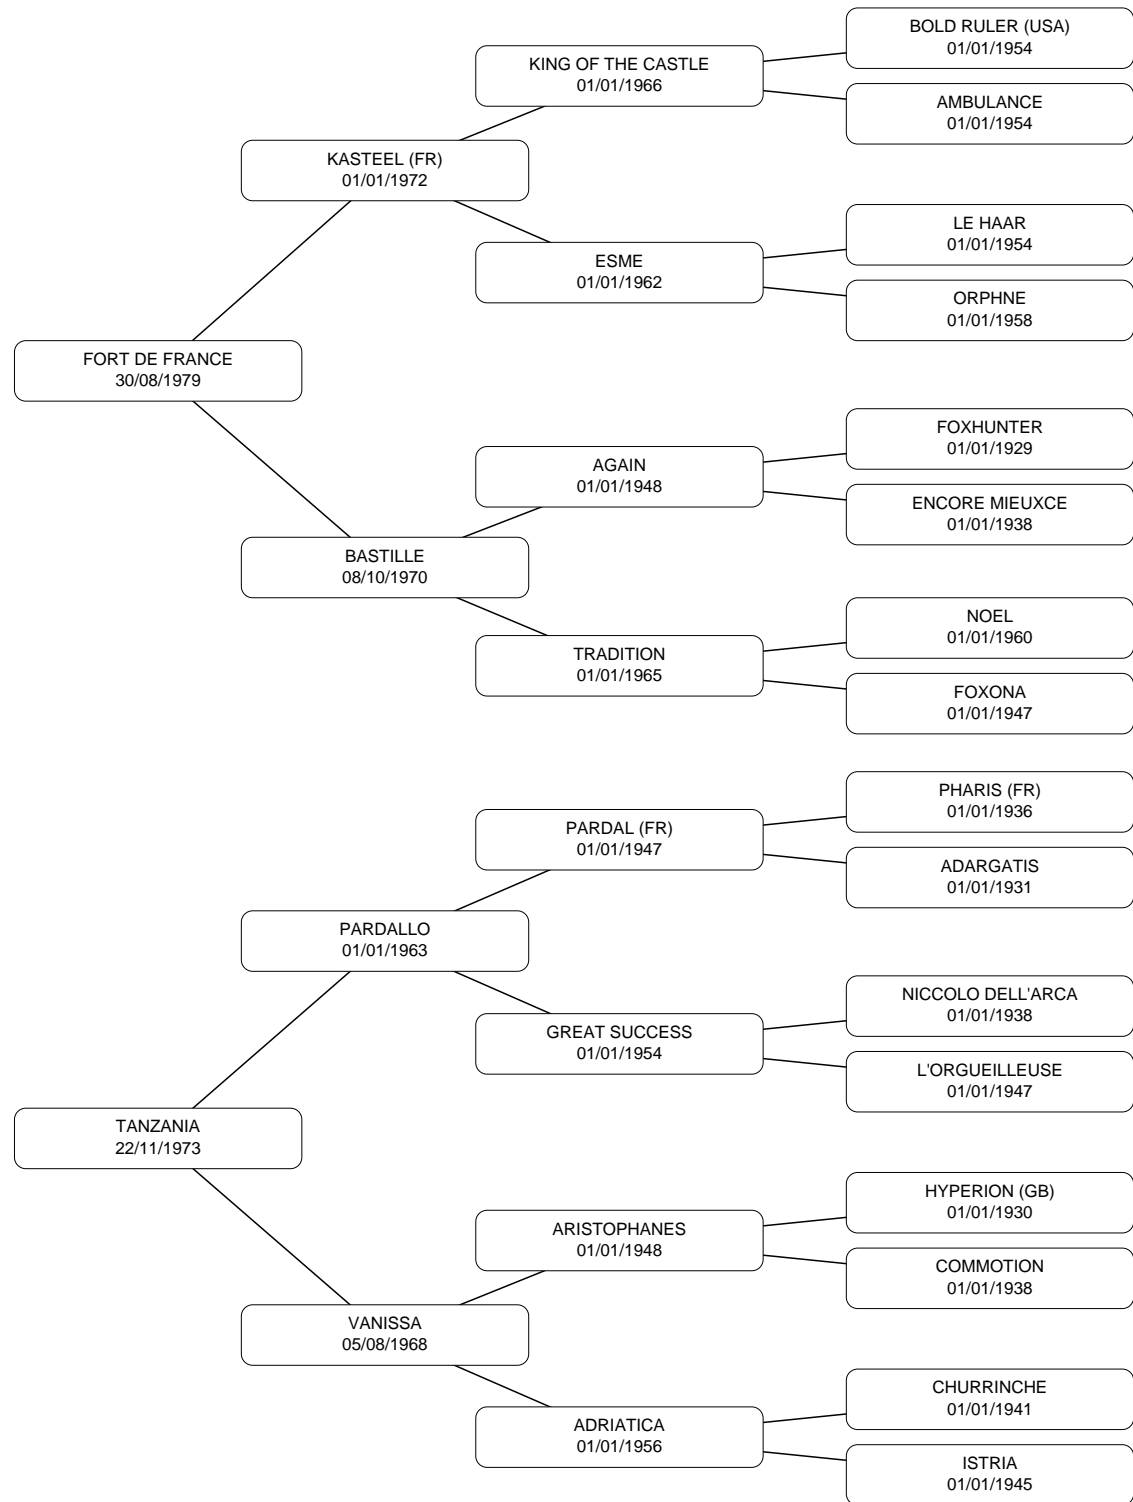 BOLD RULER (USA)
01/01/1954
KING OF THE CASTLE
01/01/1966
AMBULANCE
01/01/1954
KASTEEL (FR)
01/01/1972
LE HAAR
01/01/1954
ESME
01/01/1962
ORPHNE
01/01/1958
FORT DE FRANCE
30/08/1979
FOXHUNTER
01/01/1929
AGAIN
01/01/1948
ENCORE MIEUXCE
01/01/1938
BASTILLE
08/10/1970
NOEL
01/01/1960
TRADITION
01/01/1965
FOXONA
01/01/1947
PHARIS (FR)
01/01/1936
PARDAL (FR)
01/01/1947
ADARGATIS
01/01/1931
PARDALLO
01/01/1963
NICCOLO DELL'ARCA
01/01/1938
GREAT SUCCESS
01/01/1954
L'ORGUEILLEUSE
01/01/1947
TANZANIA
22/11/1973
HYPERION (GB)
01/01/1930
ARISTOPHANES
01/01/1948
COMMOTION
01/01/1938
VANISSA
05/08/1968
CHURRINCHE
01/01/1941
ADRIATICA
01/01/1956
ISTRIA
01/01/1945